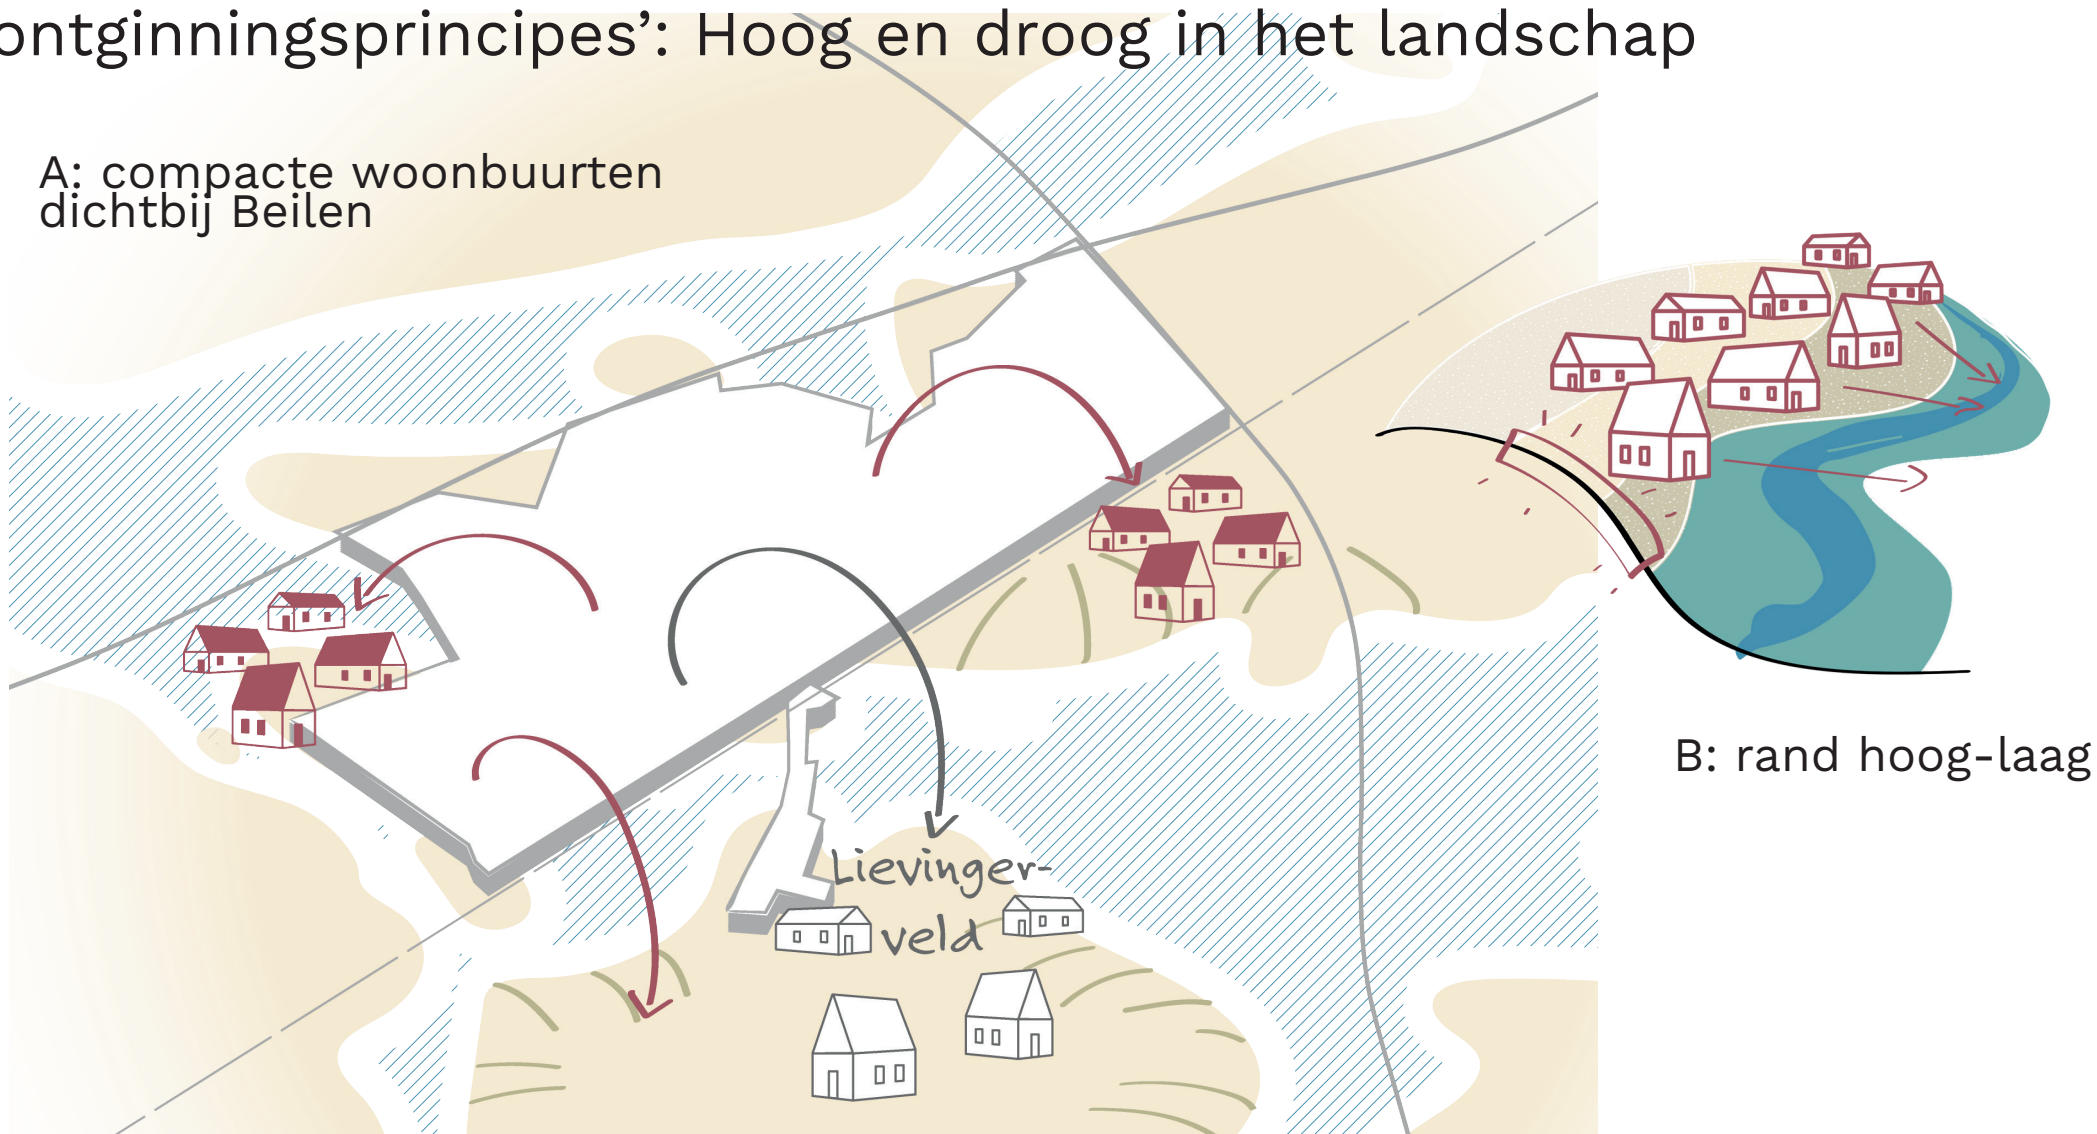 ontginningsprincipes’: Hoog en droog in het landschap
A: compacte woonbuurten
dichtbij Beilen
B: rand hoog-laag
Lievinger-
veld